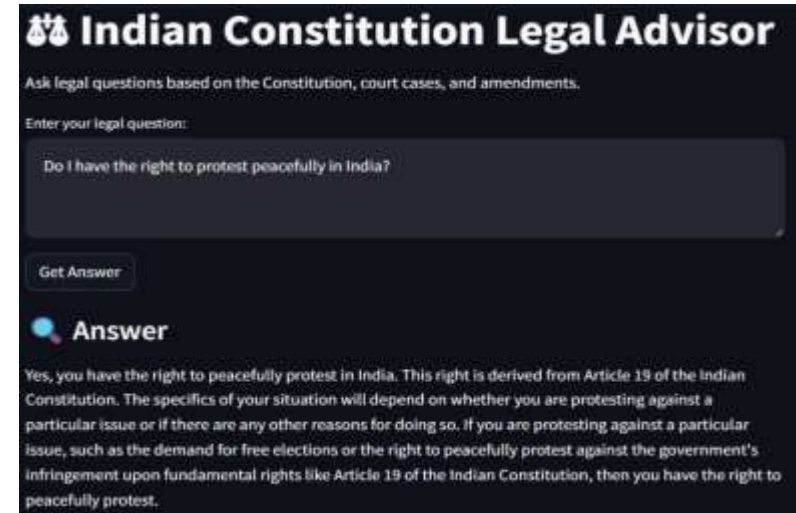 Indian Constitution Legal Advisor
Ask legal questions based on the Constitution, court cases, and amendments.
Enter your legal question:
Do I have the right to protest peacefully in India?
Get Answer
Answer
Yes, you have the right to peacefully protest in India. This right is derived from Article 19 of the Indian
Constitution. The specifics of your situation will depend on whether you are protesting against a
particular issue or if there are any other reasons for doing so. If you are protesting against a particular
issue, such as the demand for free elections or the right to peacefully protest against the government's
infringement upon fundamental rights like Article 19 of the Indian Constitution, then you have the right to
peacefully protest.